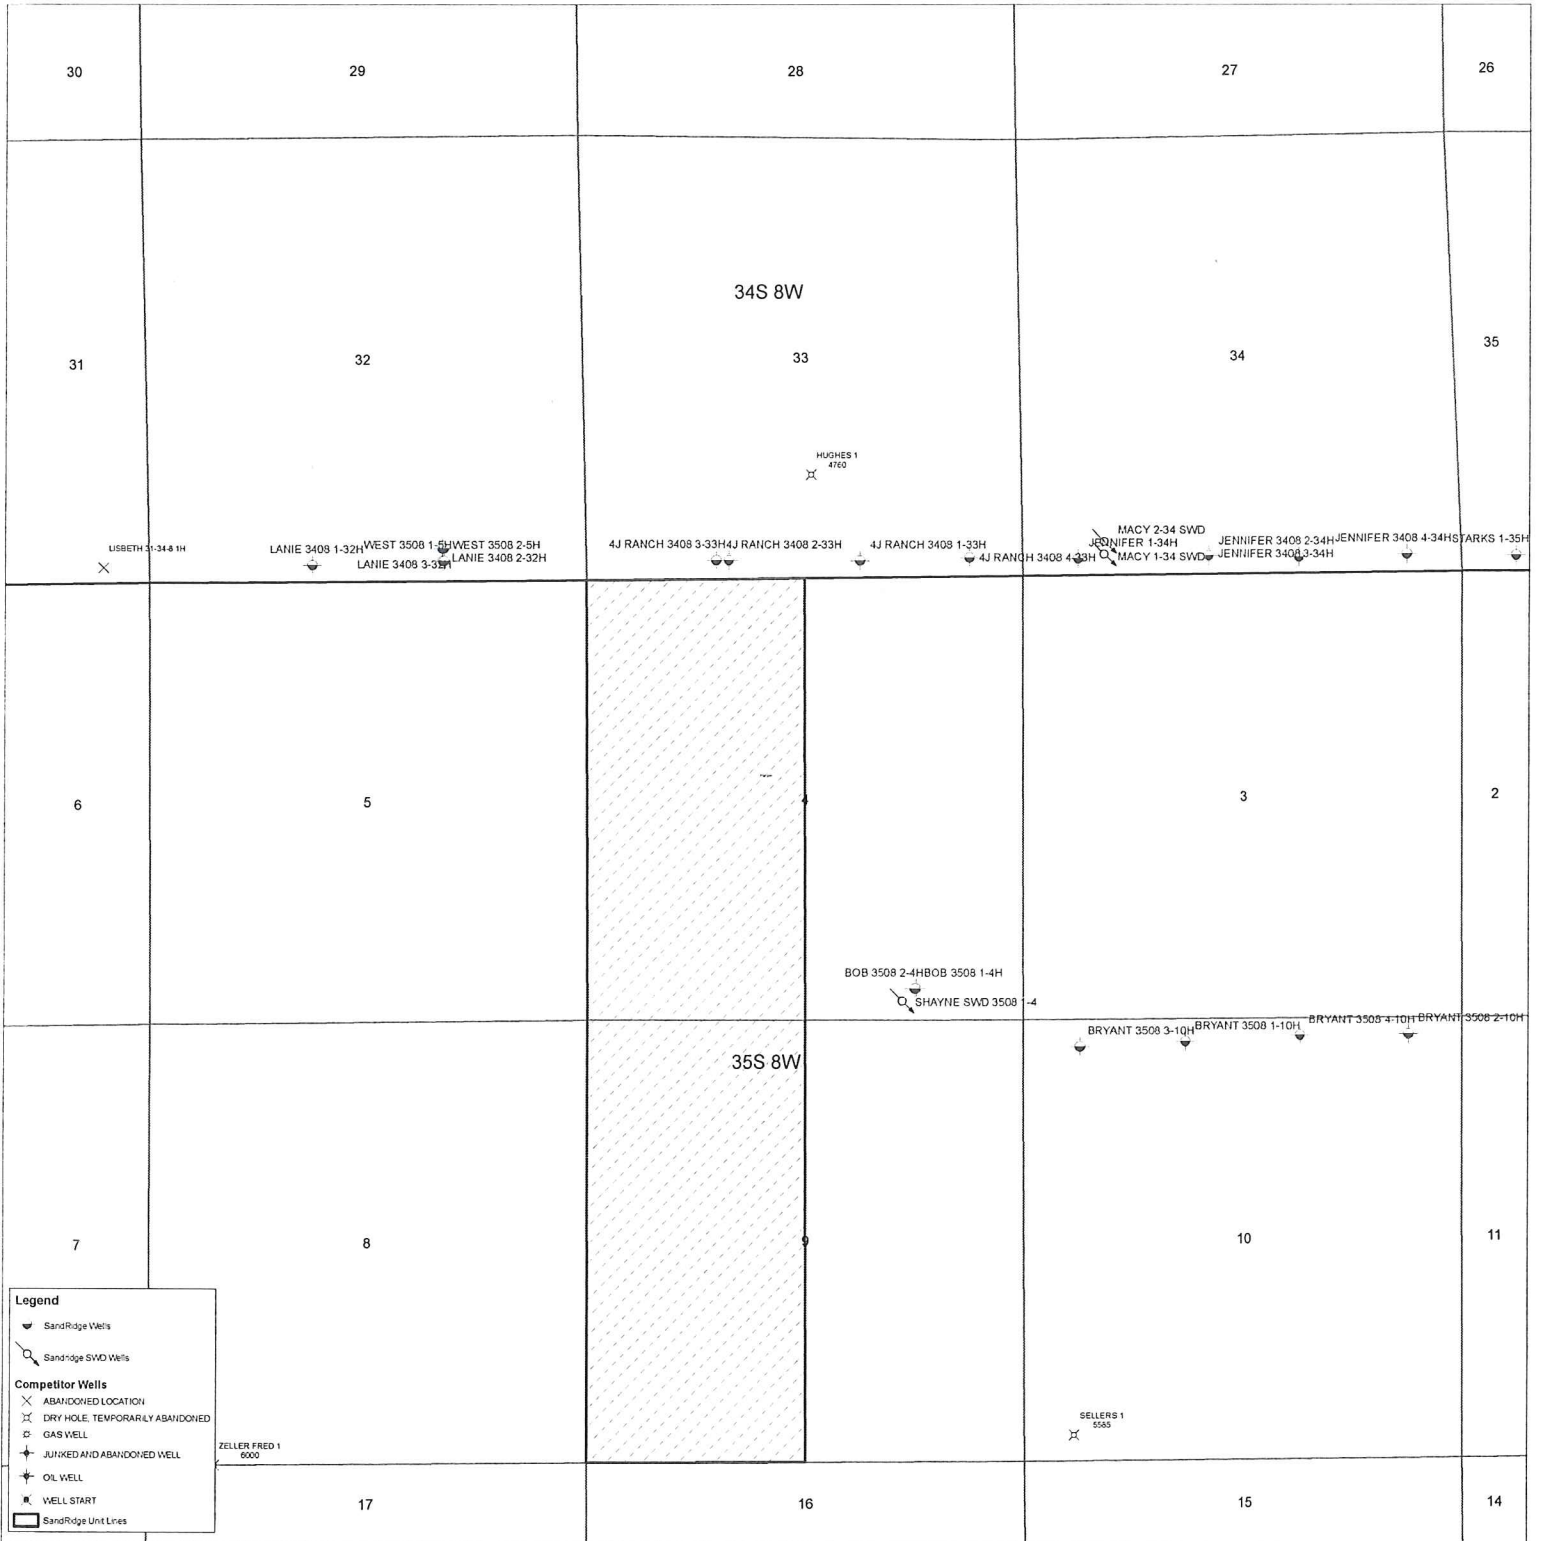 30
29
28
27
26
34S 8W
31
32
33
34
35
HUGHES 1
4760
MACY 2-34 SWD
JENNIFER 1-34H
LISBETH 31-34-8 1H
LANIE 3408 1-32H
WEST 3508 1-5H
WEST 3508 2-5H
4J RANCH 3408 3-33H
4J RANCH 3408 2-33H
4J RANCH 3408 1-33H
JENNIFER 3408 2-34H
JENNIFER 3408 4-34H
STARKS 1-35H
LANIE 3408 3-32H
LANIE 3408 2-32H
4J RANCH 3408 4-33H
MACY 1-34 SWD
JENNIFER 3408 3-34H
6
5
4
3
2
BOB 3508 2-4H
BOB 3508 1-4H
SHAYNE SWD 3508 1-4
BRYANT 3508 3-10H
BRYANT 3508 1-10H
BRYANT 3508 4-10H
BRYANT 3508 2-10H
35S 8W
7
8
9
10
11
Legend
SandRidge Wells
Sandridge SWD Wells
Competitor Wells
ABANDONED LOCATION
DRY HOLE, TEMPORARILY ABANDONED
GAS WELL
JUNKED AND ABANDONED WELL
OIL WELL
WELL START
SandRidge Unit Lines
ZELLER FRED 1
6000
SELLERS 1
5585
17
16
15
14